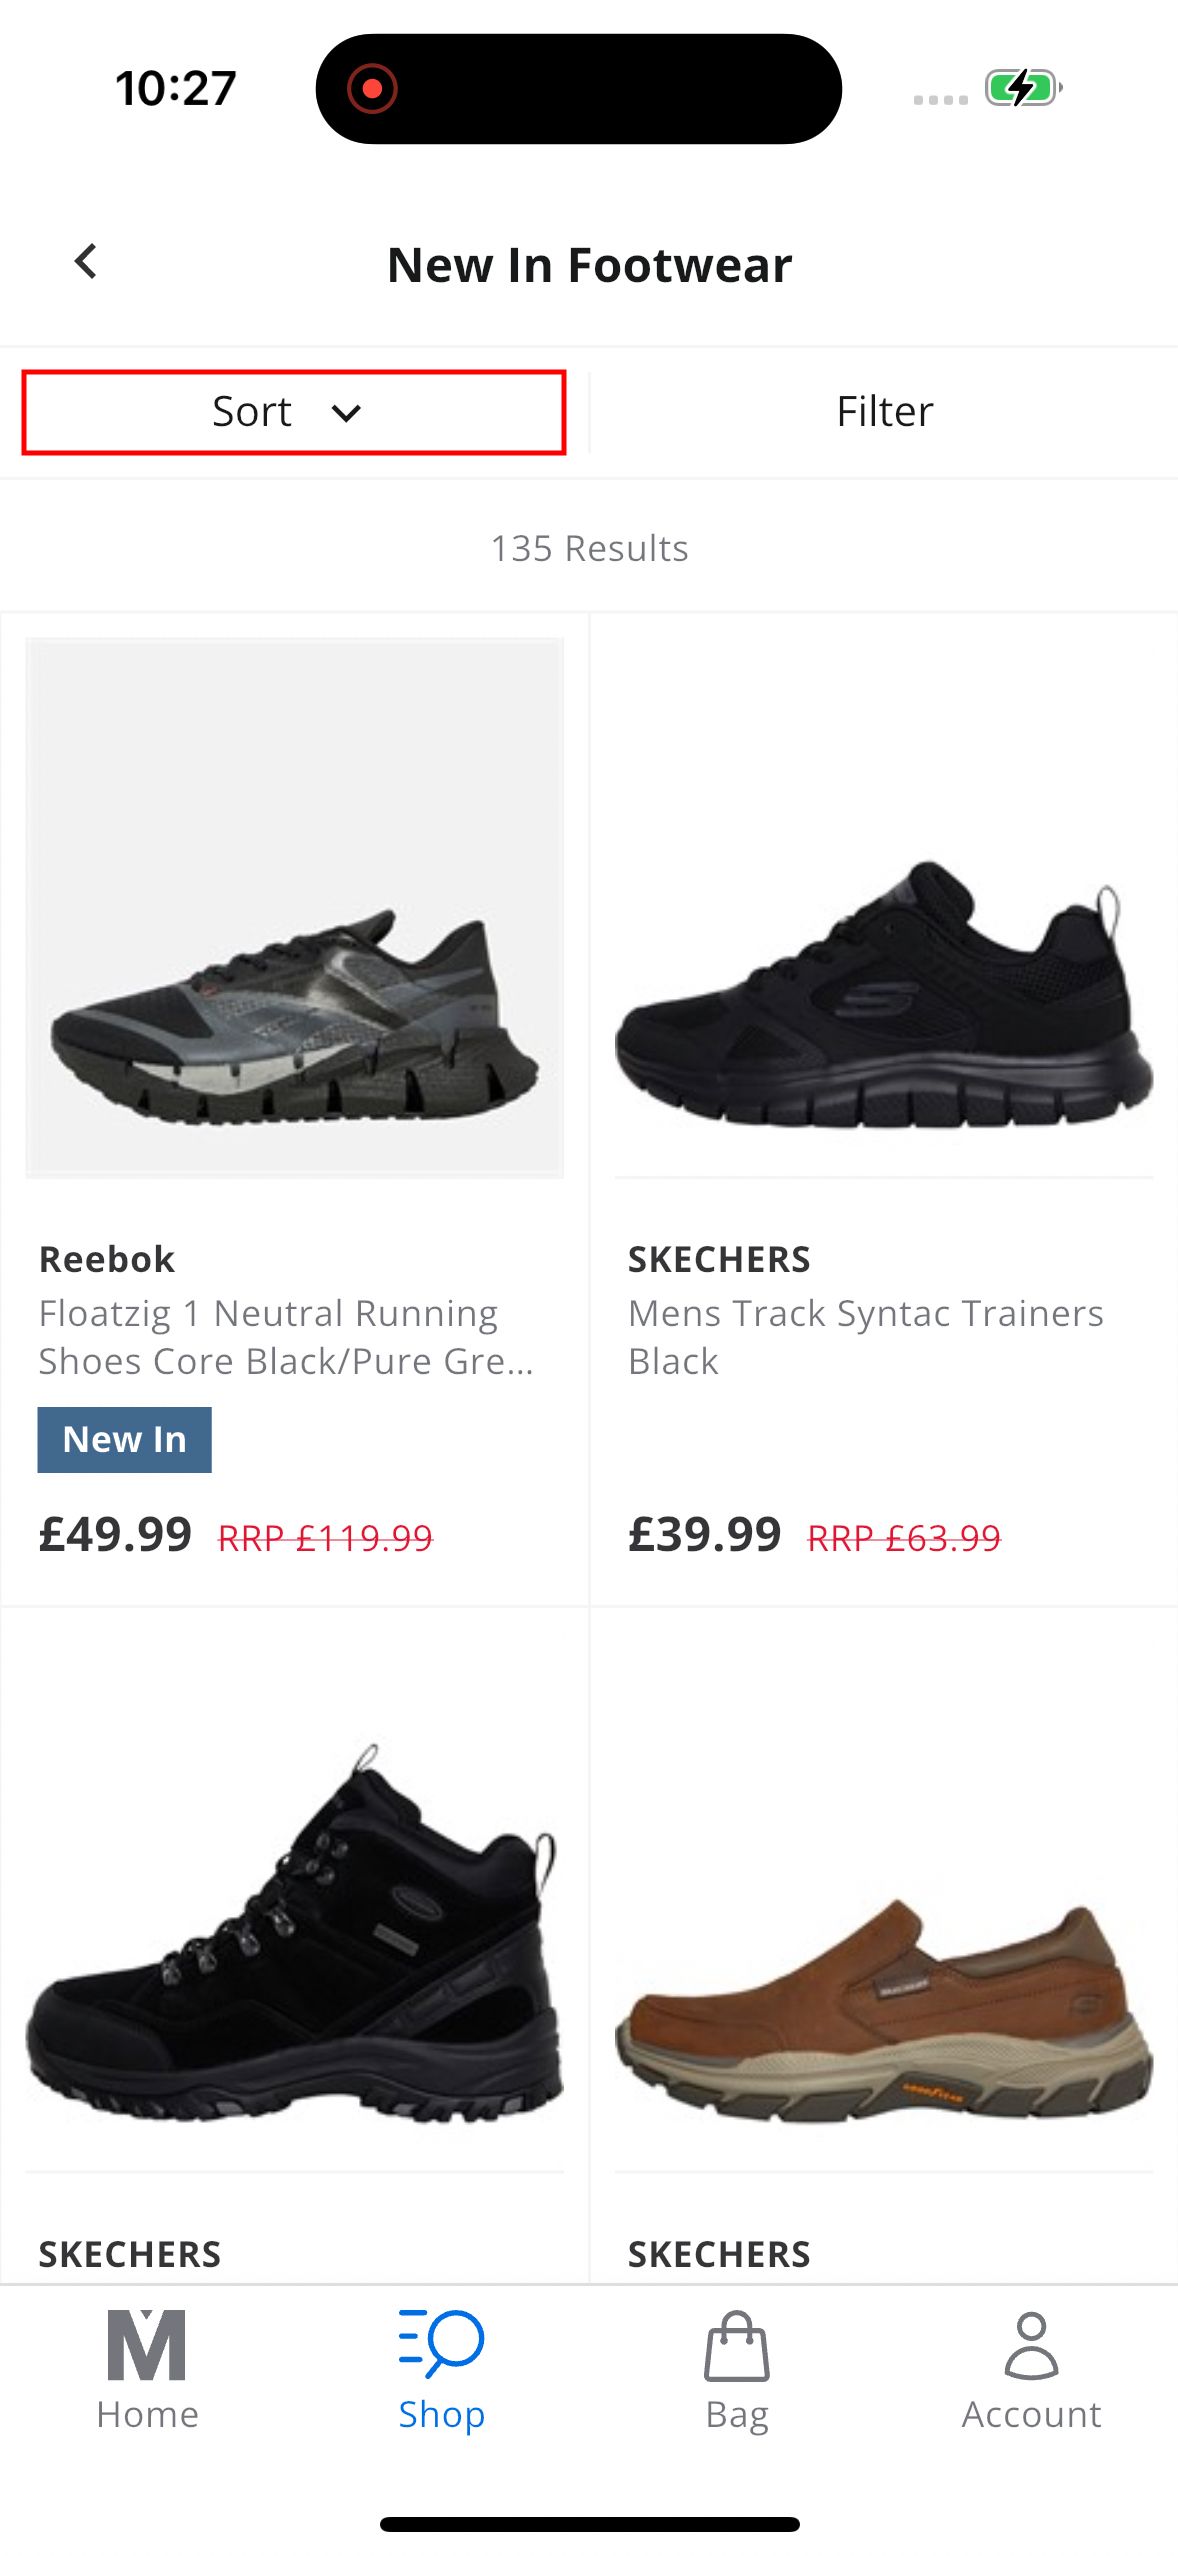 10:27
New In Footwear
Sort
Filter
135 Results
Reebok
Floatzig 1 Neutral Running
Shoes Core Black/Pure Gre...
New In
£49.99 RRP £119.99
SKECHERS
Mens Track Syntac Trainers
Black
£39.99 RRP £63.99
GOODYEAR
SKECHERS
SKECHERS
Home
Shop
Bag
Account